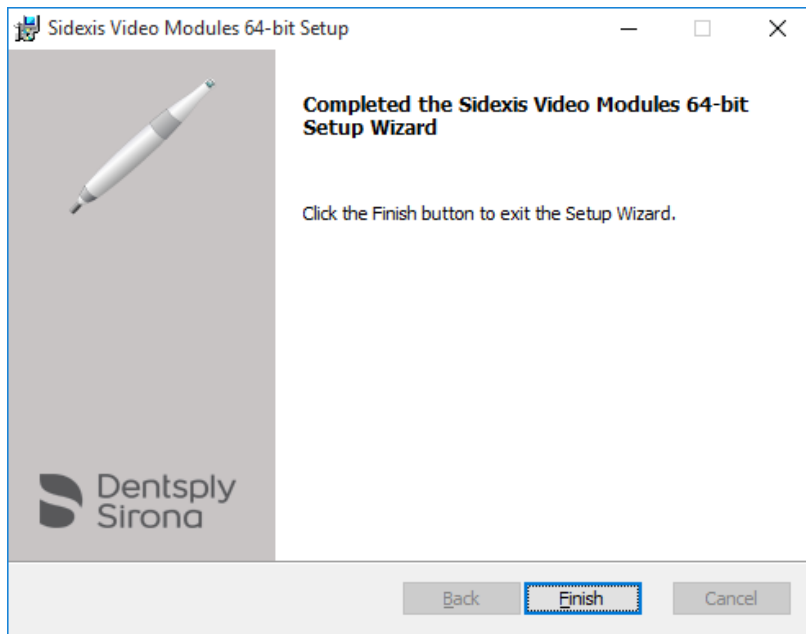 Sidexis Video Modules 64-bit Setup
Completed the Sidexis Video Modules 64-bit
Setup Wizard
Click the Finish button to exit the Setup Wizard.
Dentsply
Sirona
Back
Finish
Cancel